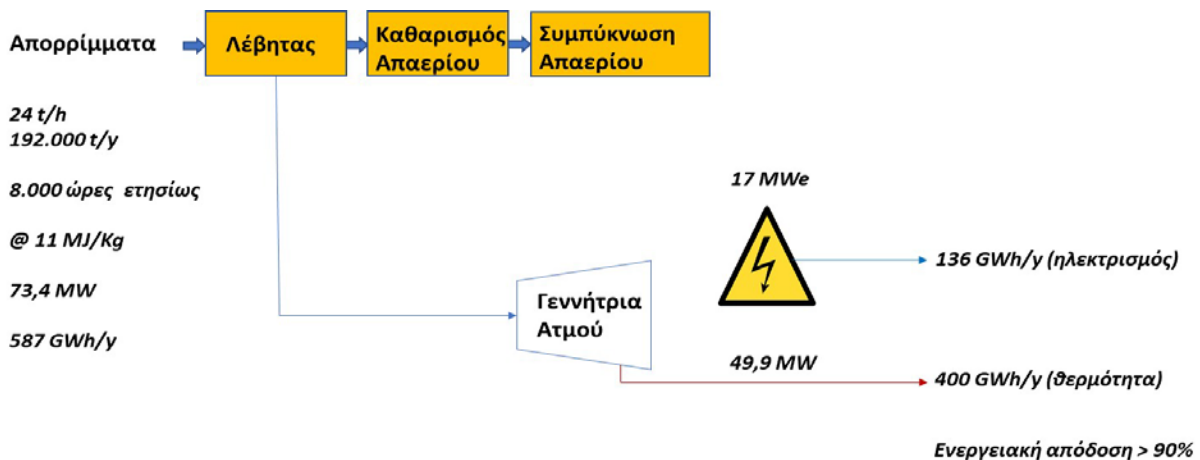 Απορρίμματα
Λέβητας
Καθαρισμός
Απαερίου
Συμπύκνωση
Απαερίου
24 t/h
192.000 t/y
8.000 ώρες ετησίως
@ 11 MJ/Kg
73,4 MW
587 GWh/y
17 MWe
136 GWh/y (ηλεκτρισμός)
Γεννήτρια
Ατμού
49,9 MW
400 GWh/y (θερμότητα)
Ενεργειακή απόδοση > 90%